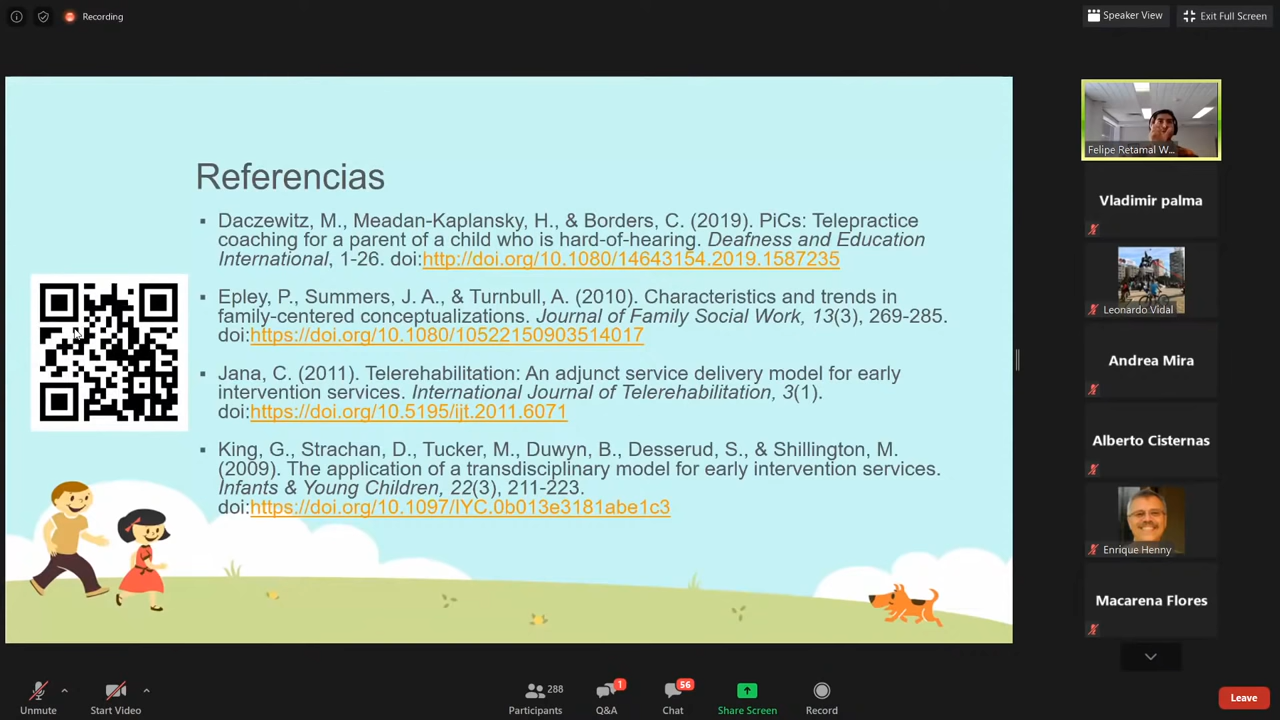 Recording
Speaker View
Exit Full Screen
Referencias
▪ Daczewitz, M., Meadan-Kaplansky, H., & Borders, C. (2019). PiCs: Telepractice
coaching for a parent of a child who is hard-of-hearing. Deafness and Education
International, 1-26. doi:http://doi.org/10.1080/14643154.2019.1587235
▪ Epley, P., Summers, J. A., & Turnbull, A. (2010). Characteristics and trends in
family-centered conceptualizations. Journal of Family Social Work, 13(3), 269-285.
doi:https://doi.org/10.1080/10522150903514017
▪ Jana, C. (2011). Telerehabilitation: An adjunct service delivery model for early
intervention services. International Journal of Telerehabilitation, 3(1).
doi:https://doi.org/10.5195/ijt.2011.6071
▪ King, G., Strachan, D., Tucker, M., Duwyn, B., Desserud, S., & Shillington, M.
(2009). The application of a transdisciplinary model for early intervention services.
Infants & Young Children, 22(3), 211-223.
doi:https://doi.org/10.1097/IYC.0b013e3181abe1c3
Felipe Retamal W...
Vladimir palma
Leonardo Vidal
Andrea Mira
Alberto Cisternas
Enrique Henny
Macarena Flores
Unmute
Start Video
288
Participants
1
Q&A
56
Chat
Share Screen
Record
Leave